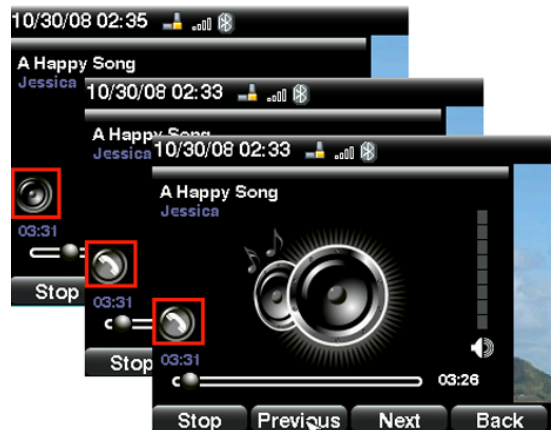 10/30/08 02:35
A Happy Song
Jessica
03:31
Stop
10/30/08 02:33
A Happy Song
Jessica
03:31
Stop
10/30/08 02:33
A Happy Song
Jessica
03:31
03:26
Stop Previous Next Back